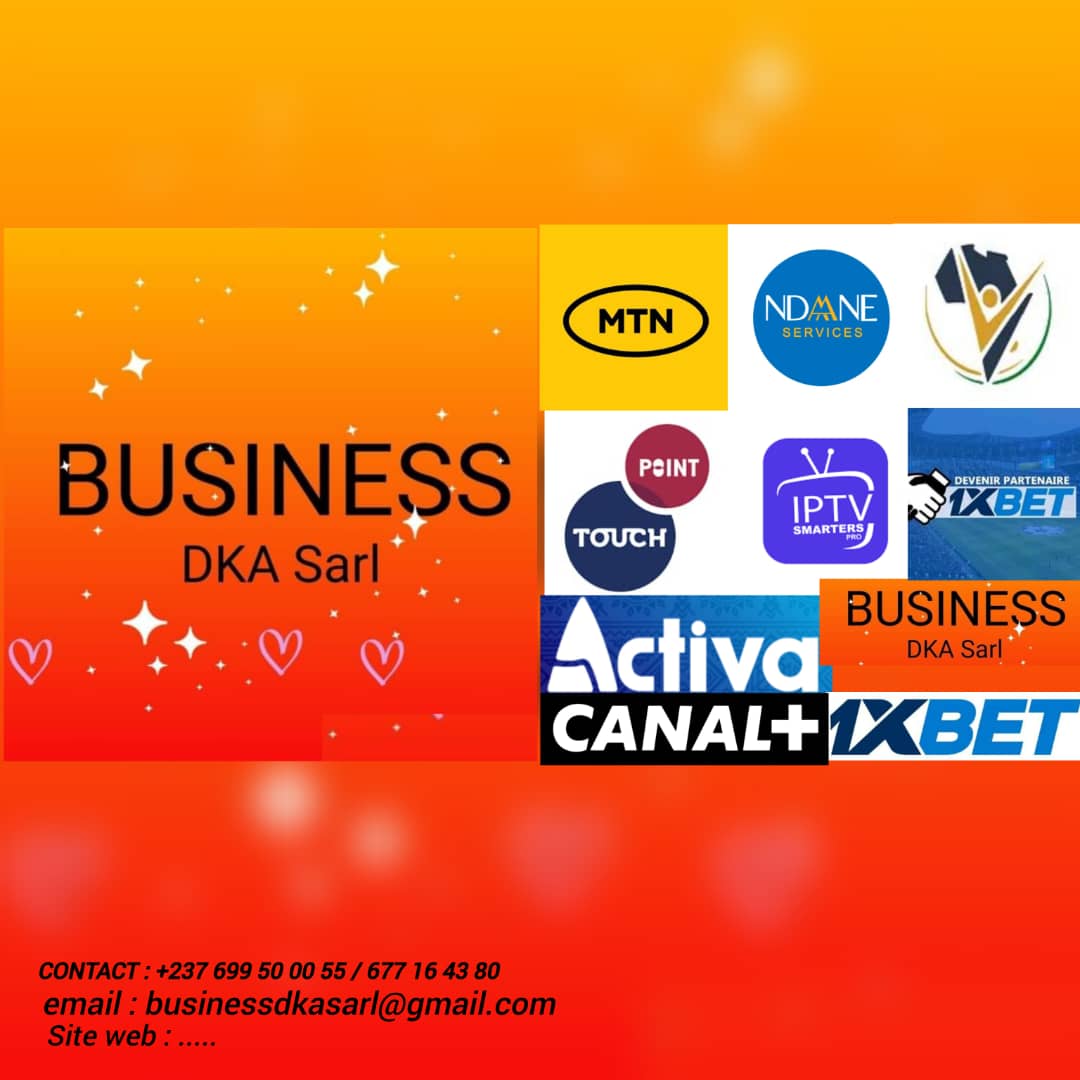 BUSINESS
DKA Sarl
MTN
NDMNE
SERVICES
POINT
TOUCH
IPTV
SMARTERS
PRO
DEVENIR PARTENAIRE
1XBET
Activa
BUSINESS
DKA Sarl
CANAL+
1XBET
CONTACT : +237 699 50 00 55 / 677 16 43 80
email : businessdkasarl@gmail.com
Site web : .....